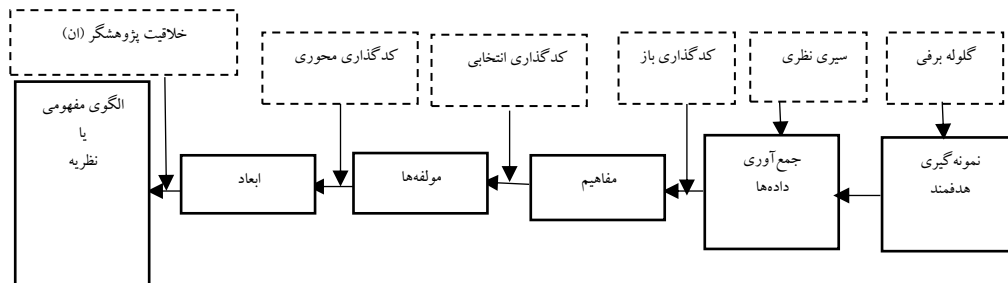 گلوله برفی
سیری نظری
کدگذاری باز
کدگذاری انتخابی
کدگذاری محوری
خلاقیت پژوهشگر (ان)
نمونه‌گیری
هدفمند
جمع‌آوری
داده‌ها
مفاهیم
مولفه‌ها
ابعاد
الگوی مفهومی
یا
نظریه